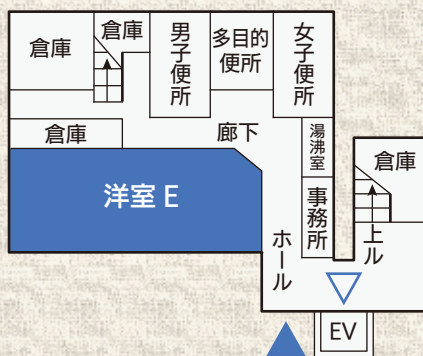 倉庫
倉庫
男子便所
多目的
便所
女子便所
倉庫
廊下
湯沸室
倉庫
洋室 E
事務所
ホール
上ル
EV